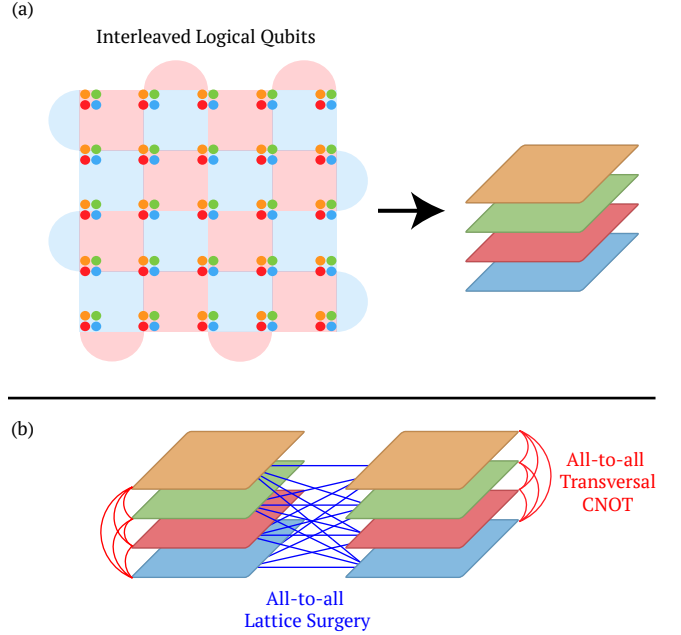 (a)
Interleaved Logical Qubits
(b)
All-to-all
Transversal
CNOT
All-to-all
Lattice Surgery